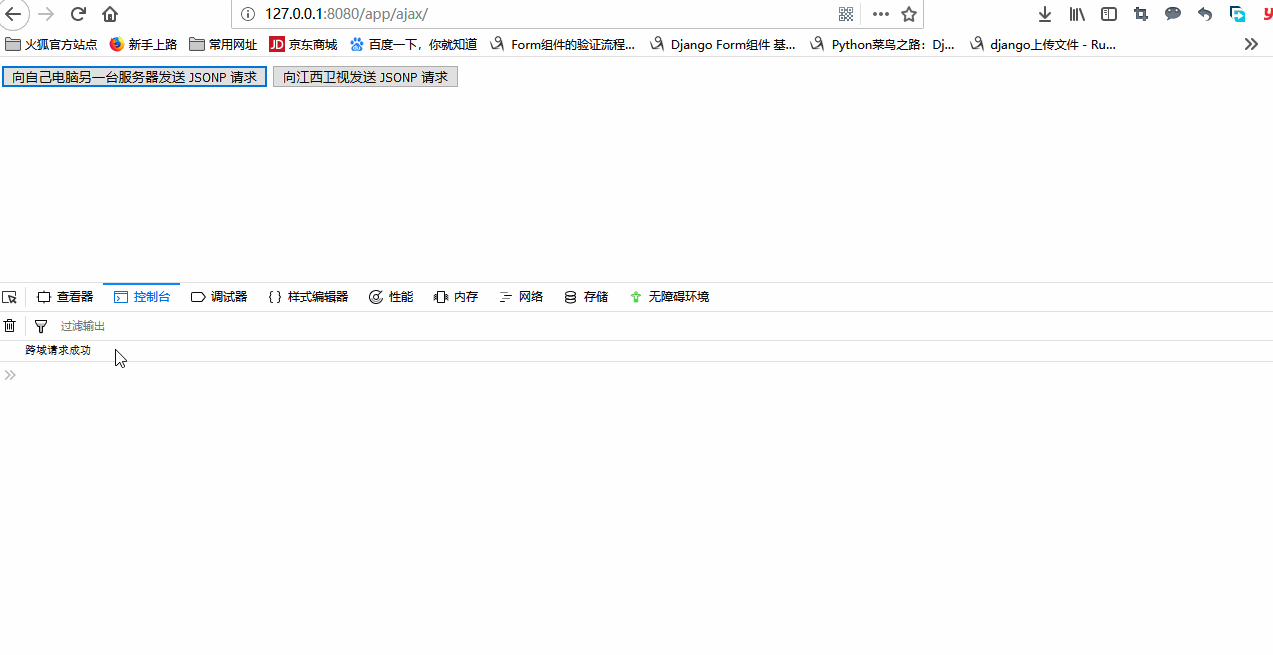 127.0.0.1:8080/app/ajax/
火狐官方站点 新手上路 常用网址 JD 京东商城 百度一下，你就知道 Form组件的验证流程... Django Form组件 基... Python菜鸟之路：Dj... django上传文件 - Ru...
向自己电脑另一台服务器发送 JSONP 请求 向江西卫视发送 JSONP 请求
查看器 控制台 调试器 {} 样式编辑器 性能 内存 网络 存储 无障碍环境
过滤输出
跨域请求成功